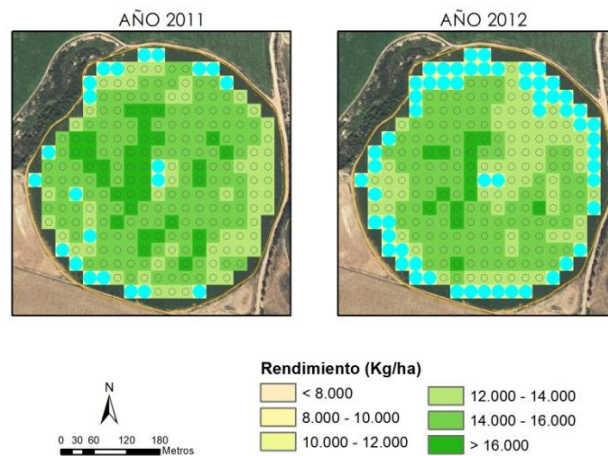 AÑO 2011
AÑO 2012
Rendimiento (Kg/ha)
< 8.000
8.000 - 10.000
10.000 - 12.000
12.000 - 14.000
14.000 - 16.000
> 16.000
N
0 30 60 120 180
Metros